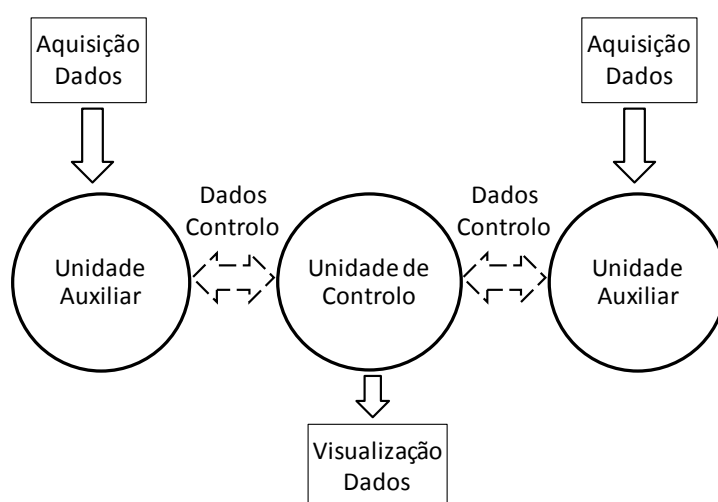 Aquisição
Dados
Aquisição
Dados
Dados
Controlo
Dados
Controlo
Unidade
Auxiliar
Unidade de
Controlo
Unidade
Auxiliar
Visualização
Dados